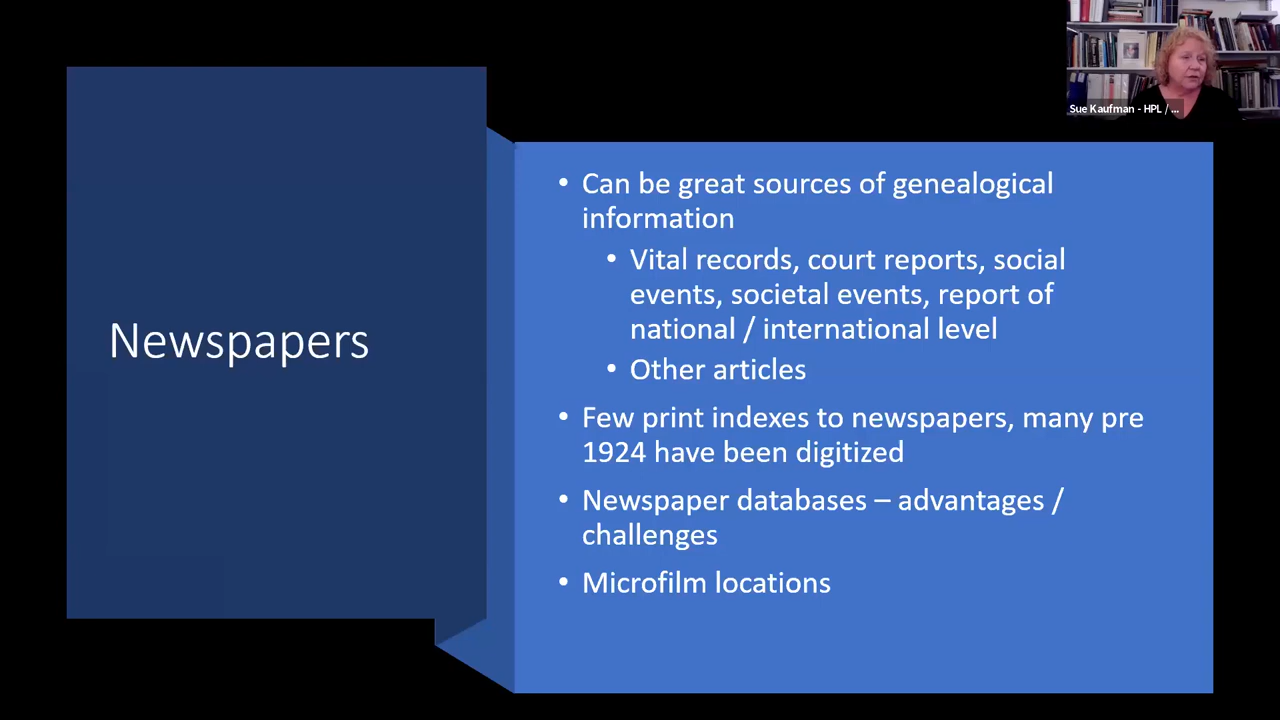 Sue Kaufman - HPL / ...
Newspapers
• Can be great sources of genealogical
information
• Vital records, court reports, social
events, societal events, report of
national / international level
• Other articles
• Few print indexes to newspapers, many pre
1924 have been digitized
• Newspaper databases – advantages /
challenges
• Microfilm locations